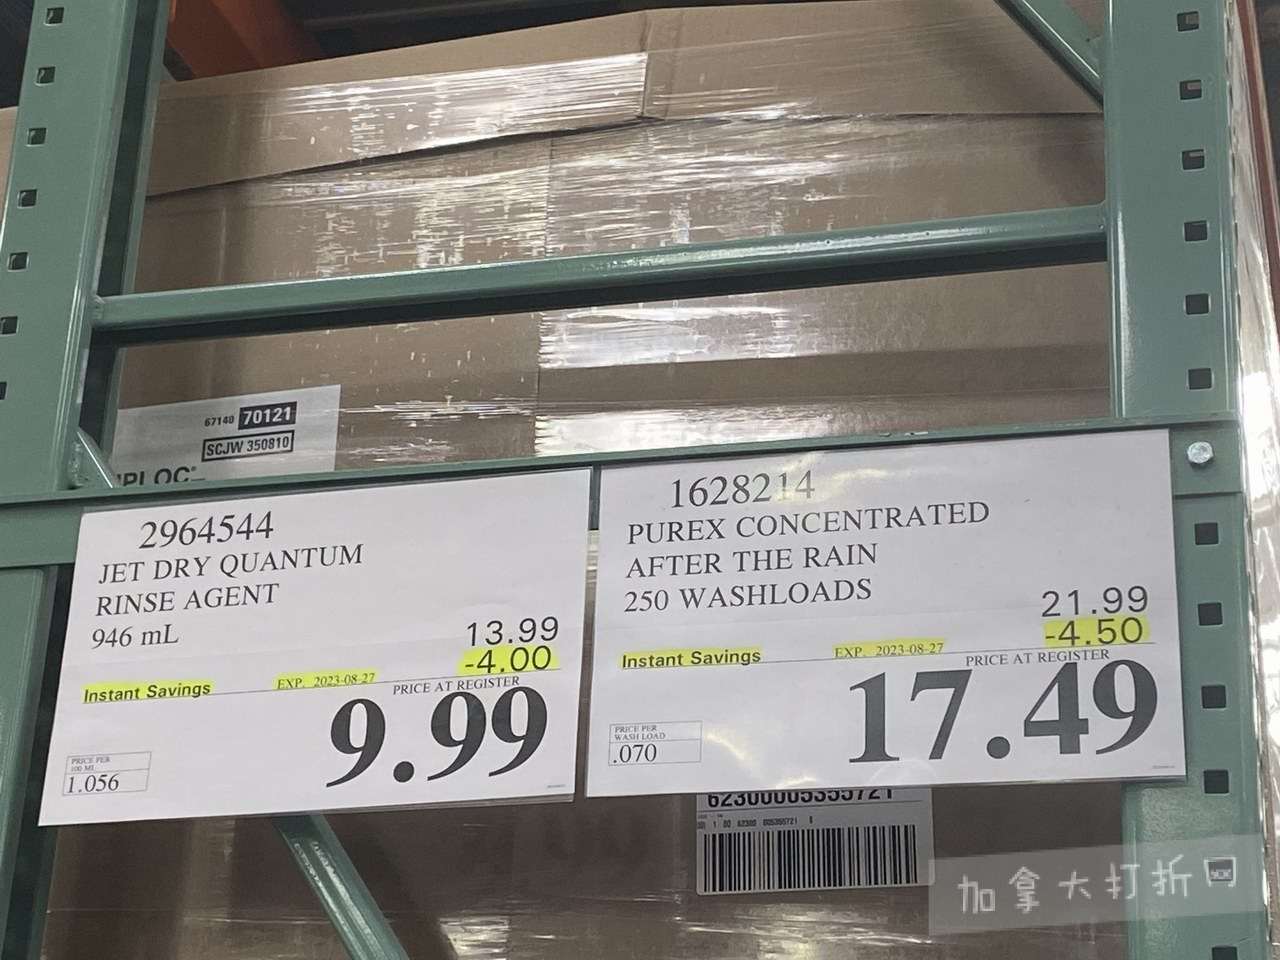 67140 70121
SCJW 350810
IPLOC
2964544
JET DRY QUANTUM
RINSE AGENT
946 mL
13.99
-4.00
Instant Savings
EXP. 2023-08-27
PRICE AT REGISTER
9.99
PRICE PER
100 ML
1.056
1628214
PUREX CONCENTRATED
AFTER THE RAIN
250 WASHLOADS
21.99
-4.50
Instant Savings
EXP. 2023-08-27
PRICE AT REGISTER
17.49
PRICE PER
WASH LOAD
.070
62300005355721
加拿大打折网